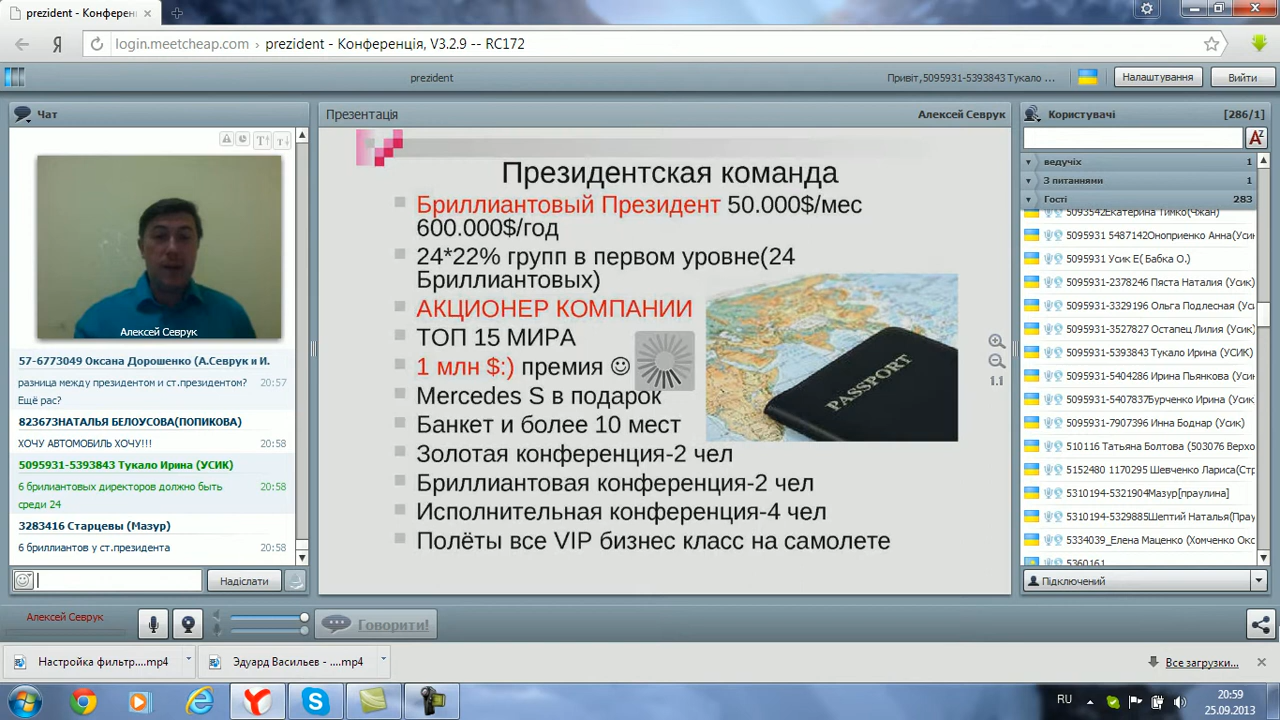 prezident - Конферен
login.meetcheap.com › prezident - Конференція, V3.2.9 -- RC172
prezident
Привіт,5095931-5393843 Тукало ...
Налаштування
Вийти
Чат
Алексей Севрук
57-6773049 Оксана Дорошенко (А.Севрук и И.
разница между президентом и ст.президентом? 20:57
Ещё рас?
823673НАТАЛЬЯ БЕЛОУСОВА(ПОПИКОВА)
ХОЧУ АВТОМОБИЛЬ ХОЧУ!!! 20:58
5095931-5393843 Тукало Ирина (УСИК)
6 брилиантовых директоров должно быть 20:58
среди 24
3283416 Старцевы (Мазур)
6 бриллиантов у ст.президента 20:58
Надіслати
Презентація
Алексей Севрук
Президентская команда
Бриллиантовый Президент 50.000$/мес
600.000$/год
24*22% групп в первом уровне(24
Бриллиантовых)
АКЦИОНЕР КОМПАНИИ
ТОП 15 МИРА
1 млн $:) премия ☺
Mercedes S в подарок
Банкет и более 10 мест
Золотая конференция-2 чел
Бриллиантовая конференция-2 чел
Исполнительная конференция-4 чел
Полёты все VIP бизнес класс на самолете
PASSPORT
1.1
Користувачі [286/1]
ведучіх 1
З питаннями 1
Гості 283
5093542Екатерина Тимко(Чжан)
5095931 5487142Оноприенко Анна(Усик
5095931 Усик Е( Бабка О.)
5095931-2378246 Пяста Наталия (Усик
5095931-3329196 Ольга Подлесная (Ус
5095931-3527827 Остапец Лилия (Усик
5095931-5393843 Тукало Ирина (УСИК)
5095931-5404286 Ирина Пьянкова (Усик
5095931-5407837Бурченко Ирина (Усик
5095931-7907396 Инна Боднар (Усик)
510116 Татьяна Болтова (503076 Верхо
5152480 1170295 Шевченко Лариса(Стр
5310194-5321904Мазур[праулина]
5310194-5329885Шептий Наталья(Прау
5334039_Елена Маценко (Хомченко Окс
5360161
Підключений
Алексей Севрук
Говорити!
Настройка фильтр....mp4
Эдуард Васильев - ....mp4
Все загрузки...
RU
20:59
25.09.2013